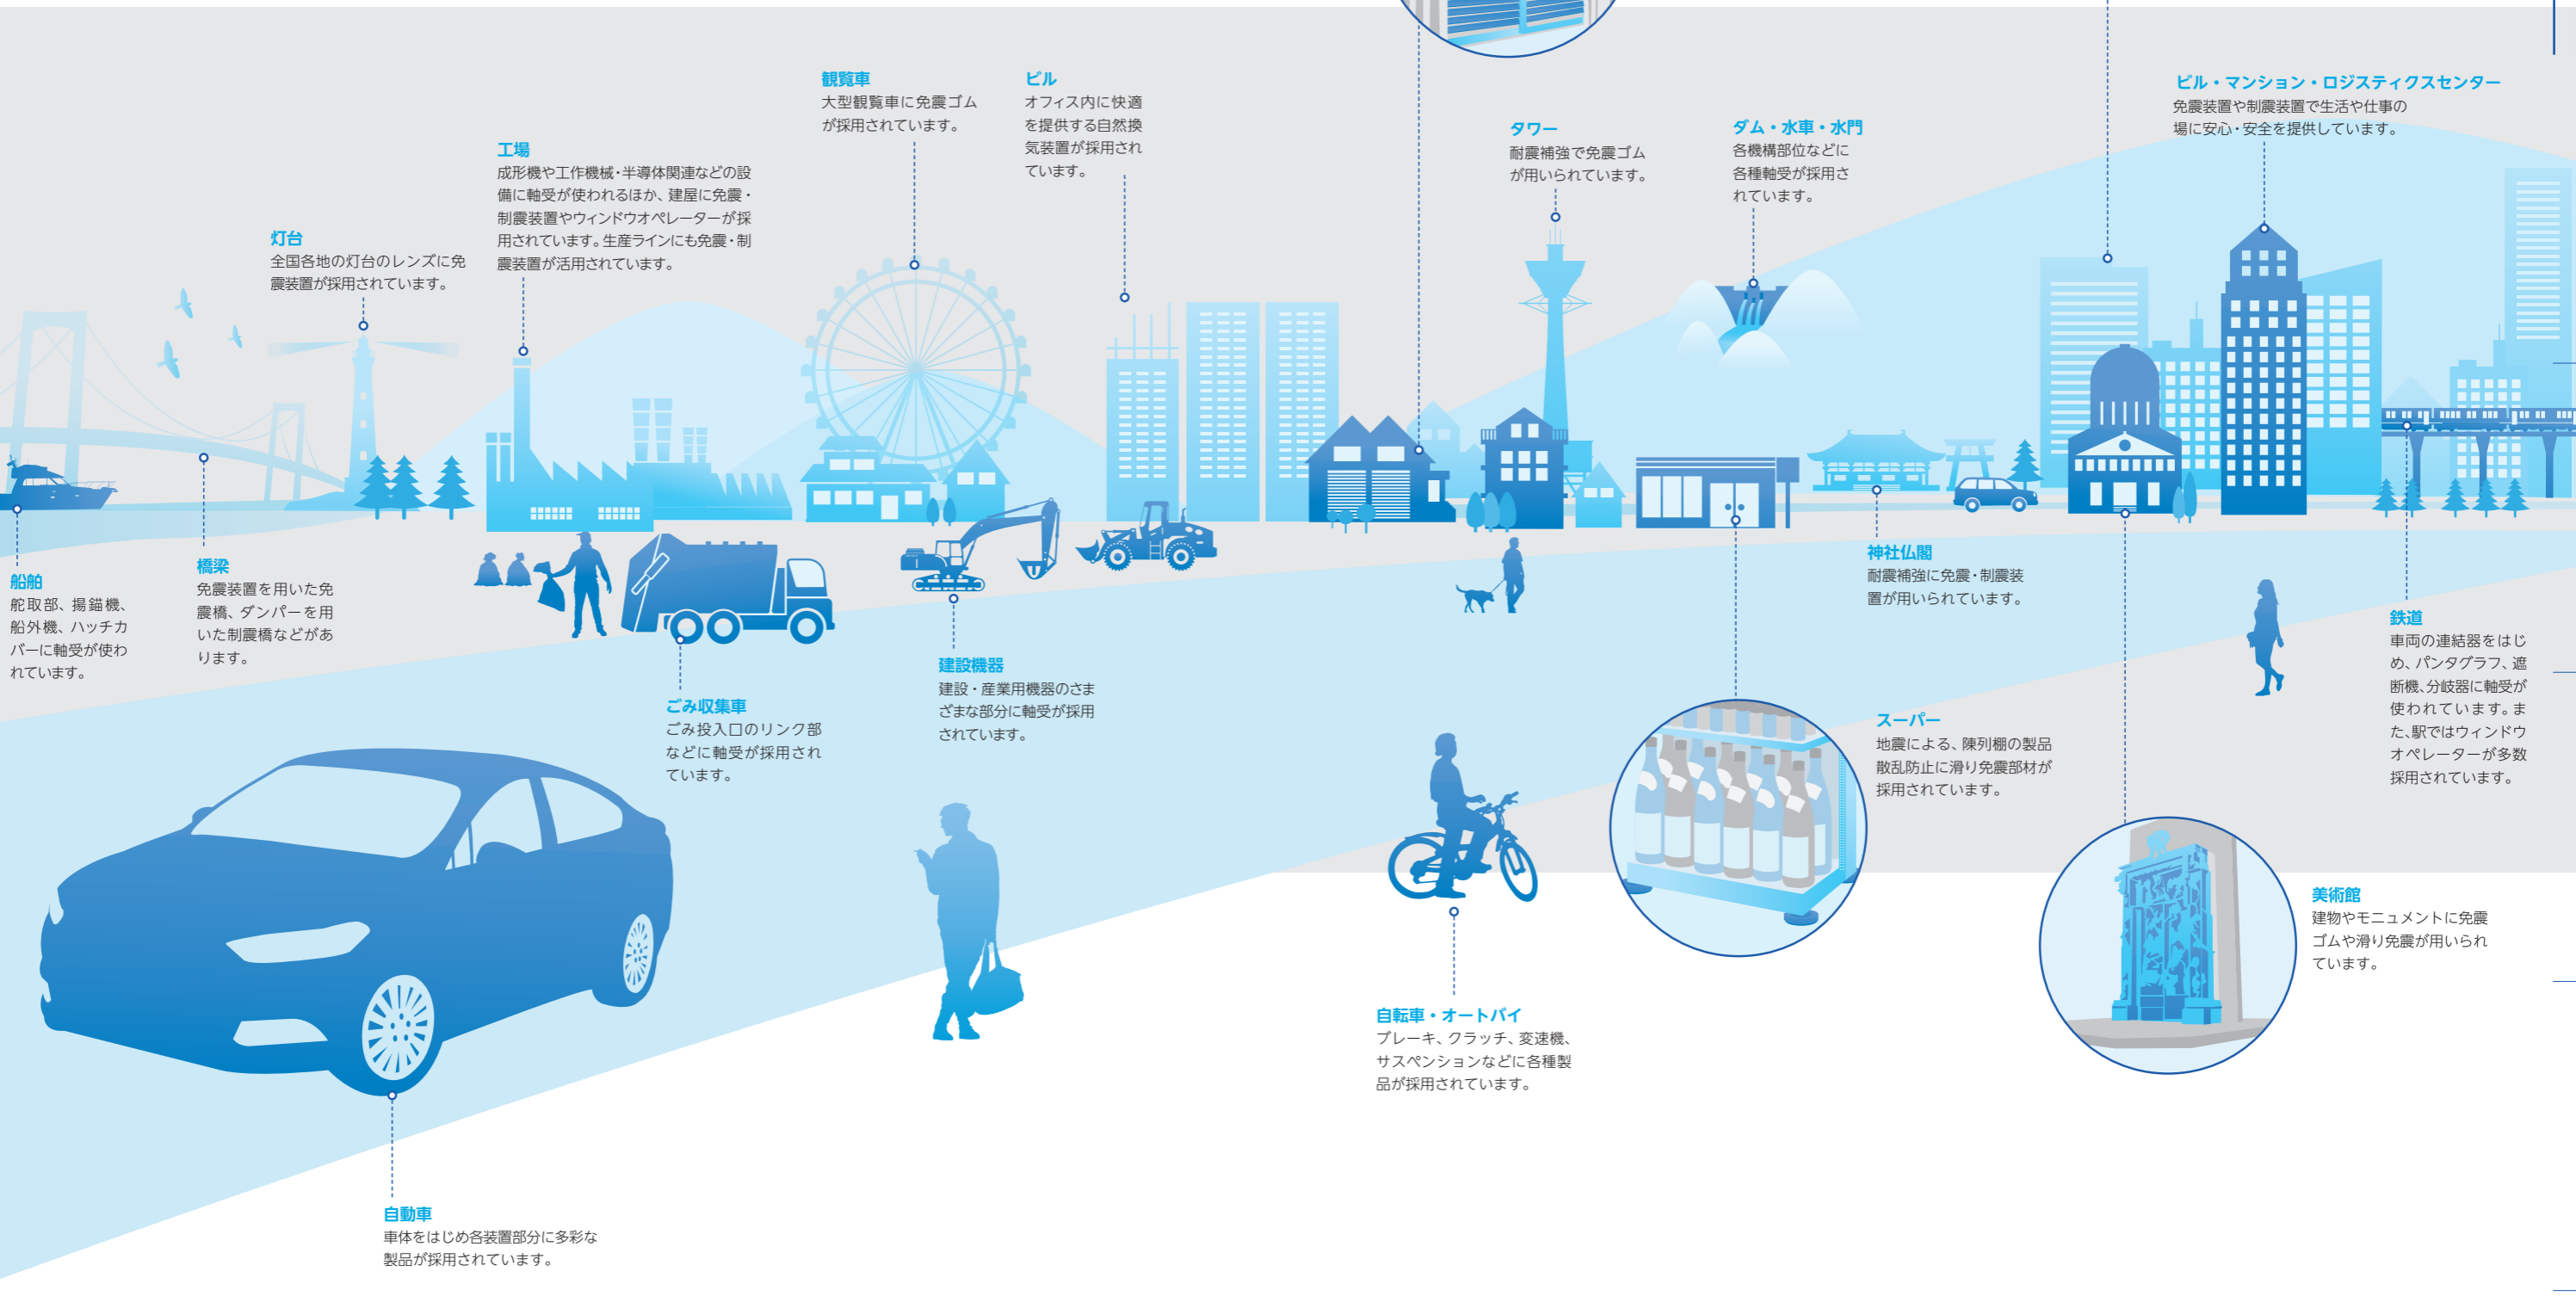 観覧車
大型観覧車に免震ゴム
が採用されています。
ビル
オフィス内に快適
を提供する自然換
気装置が採用され
ています。
ビル・マンション・ロジスティクスセンター
免震装置や制震装置で生活や仕事の
場に安心・安全を提供しています。
タワー
耐震補強で免震ゴム
が用いられています。
ダム・水車・水門
各機構部位などに
各種軸受が採用さ
れています。
工場
成形機や工作機械・半導体関連などの設
備に軸受が使われるほか、建屋に免震・
制震装置やウィンドウオペレーターが採
用されています。生産ラインにも免震・制
震装置が活用されています。
灯台
全国各地の灯台のレンズに免
震装置が採用されています。
船舶
舵取部、揚錨機、
船外機、ハッチカ
バーに軸受が使わ
れています。
橋梁
免震装置を用いた免
震橋、ダンパーを用
いた制震橋などがあ
ります。
神社仏閣
耐震補強に免震・制震装
置が用いられています。
鉄道
車両の連結器をはじ
め、パンタグラフ、遮
断機、分岐器に軸受が
使われています。ま
た、駅ではウィンドウ
オペレーターが多数
採用されています。
建設機器
建設・産業用機器のさま
ざまな部分に軸受が採用
されています。
ごみ収集車
ごみ投入口のリンク部
などに軸受が採用され
ています。
スーパー
地震による、陳列棚の製品
散乱防止に滑り免震部材が
採用されています。
美術館
建物やモニュメントに免震
ゴムや滑り免震が用いられ
ています。
自転車・オートバイ
ブレーキ、クラッチ、変速機、
サスペンションなどに各種製
品が採用されています。
自動車
車体をはじめ各装置部分に多彩な
製品が採用されています。